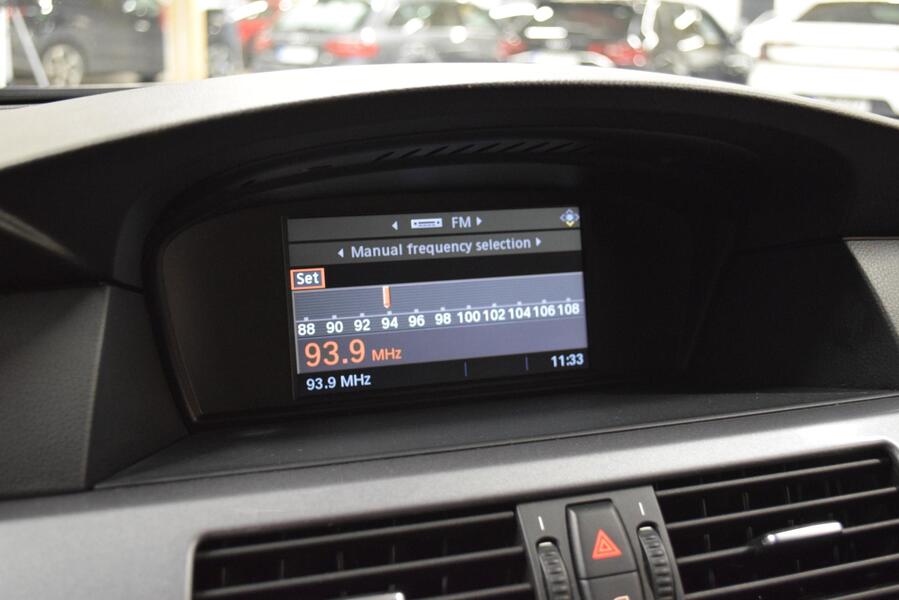 FM
Manual frequency selection
Set
88 90 92 94 96 98 100 102 104 106 108
93.9 MHz
11:33
93.9 MHz